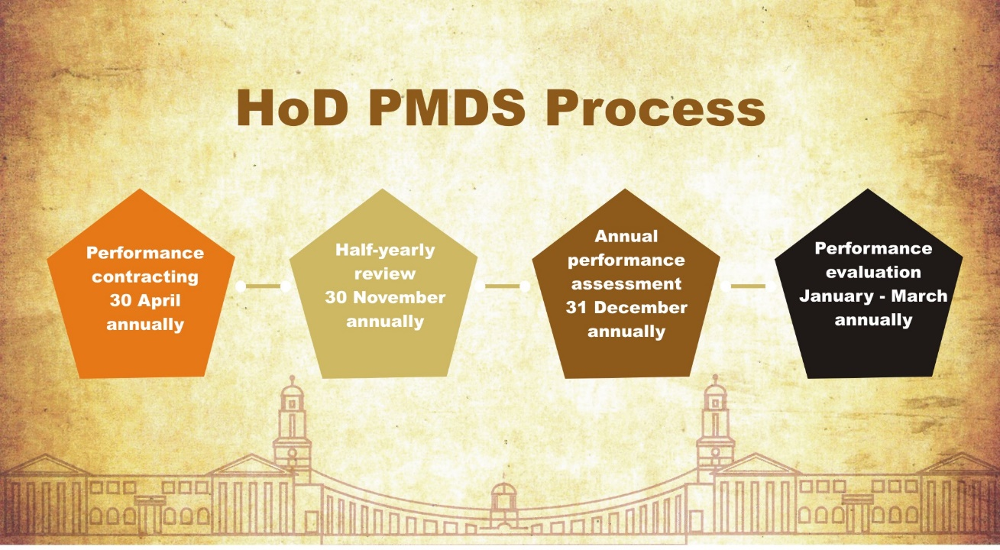 HoD PMDS Process
Performance
contracting
30 April
annually
Half-yearly
review
30 November
annually
Annual
performance
assessment
31 December
annually
Performance
evaluation
January - March
annually